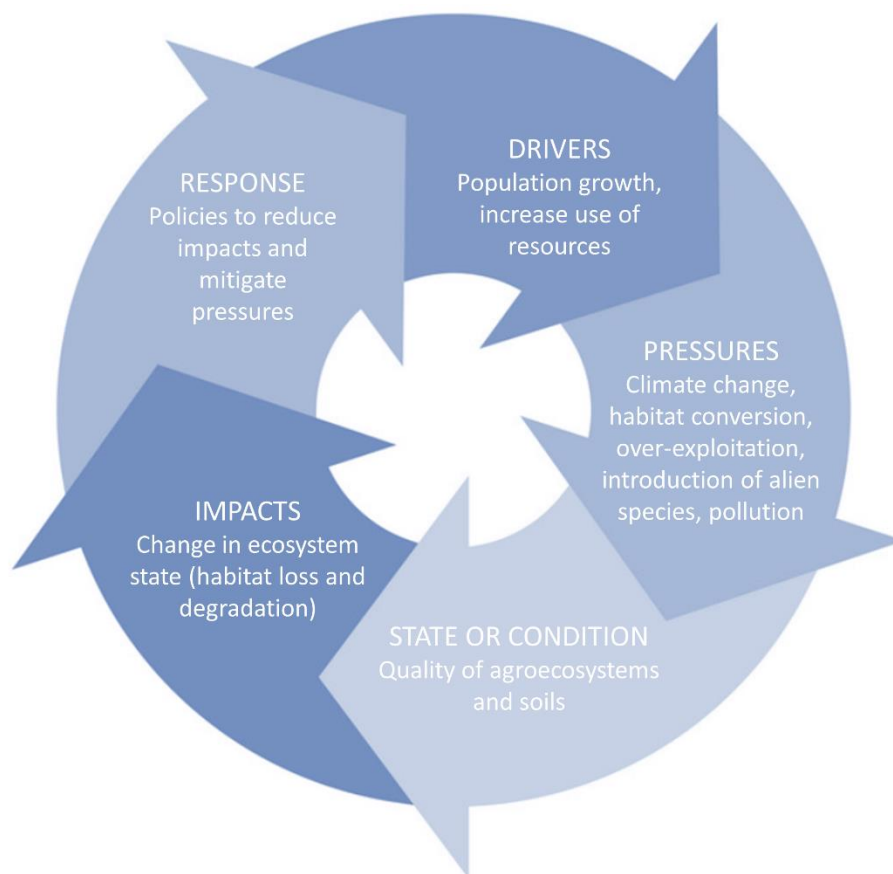 DRIVERS
Population growth,
increase use of
resources
PRESSURES
Climate change,
habitat conversion,
over-exploitation,
introduction of alien
species, pollution
STATE OR CONDITION
Quality of agroecosystems
and soils
IMPACTS
Change in ecosystem
state (habitat loss and
degradation)
RESPONSE
Policies to reduce
impacts and
mitigate
pressures